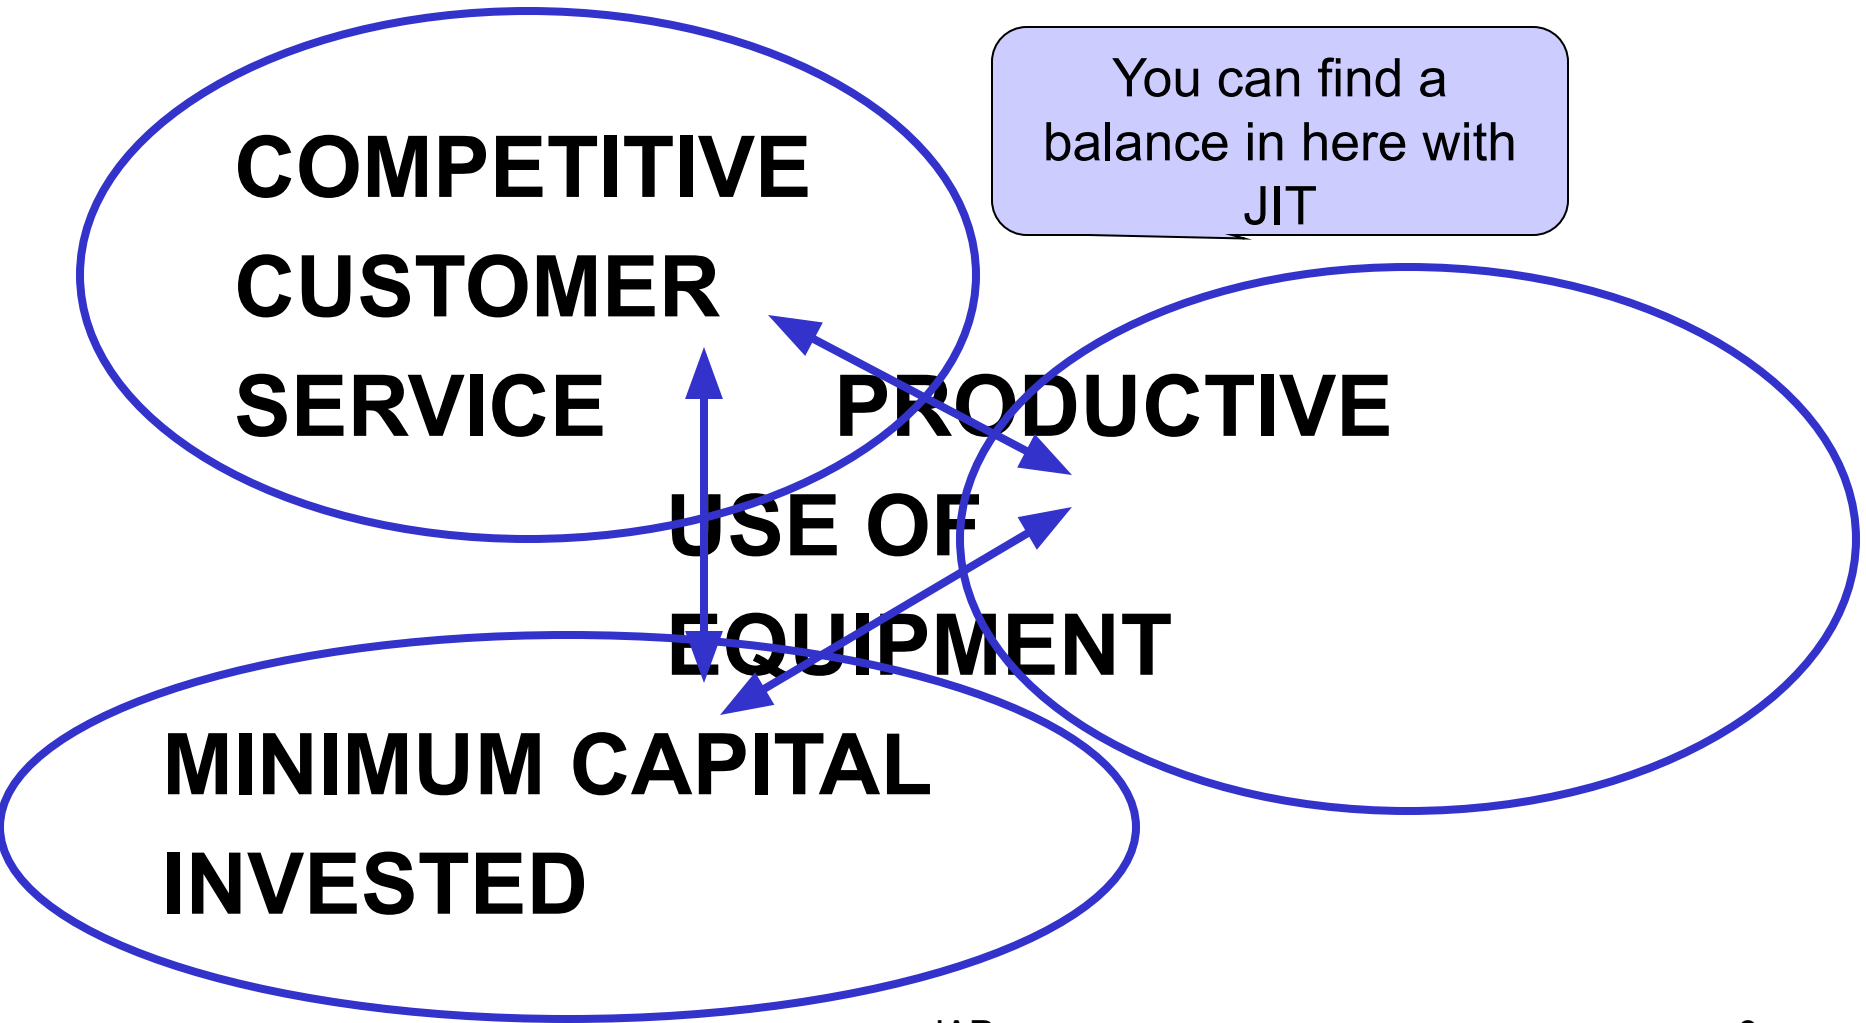 You can find a
balance in here with
JIT
COMPETITIVE
CUSTOMER
SERVICE PRODUCTIVE
USE OF
EQUIPMENT
MINIMUM CAPITAL
INVESTED